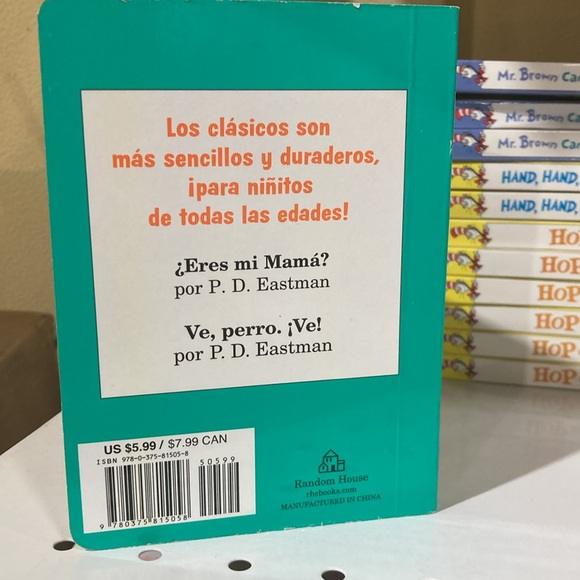 Los clásicos son
más sencillos y duraderos,
¡para niñitos
de todas las edades!
¿Eres mi Mamá?
por P. D. Eastman
Ve, perro. ¡Ve!
por P. D. Eastman
US $5.99 / $7.99 CAN
ISBN 978-0-375-81505-8
50599
9 780375 815058
Random House
rhcbooks.com
MANUFACTURED IN CHINA
Mr. Brown
Mr. Brown
Mr. Brown
HAND, HAND,
HAND, HAND,
HOP
HOP
HOP
HOP
HOP
HOP